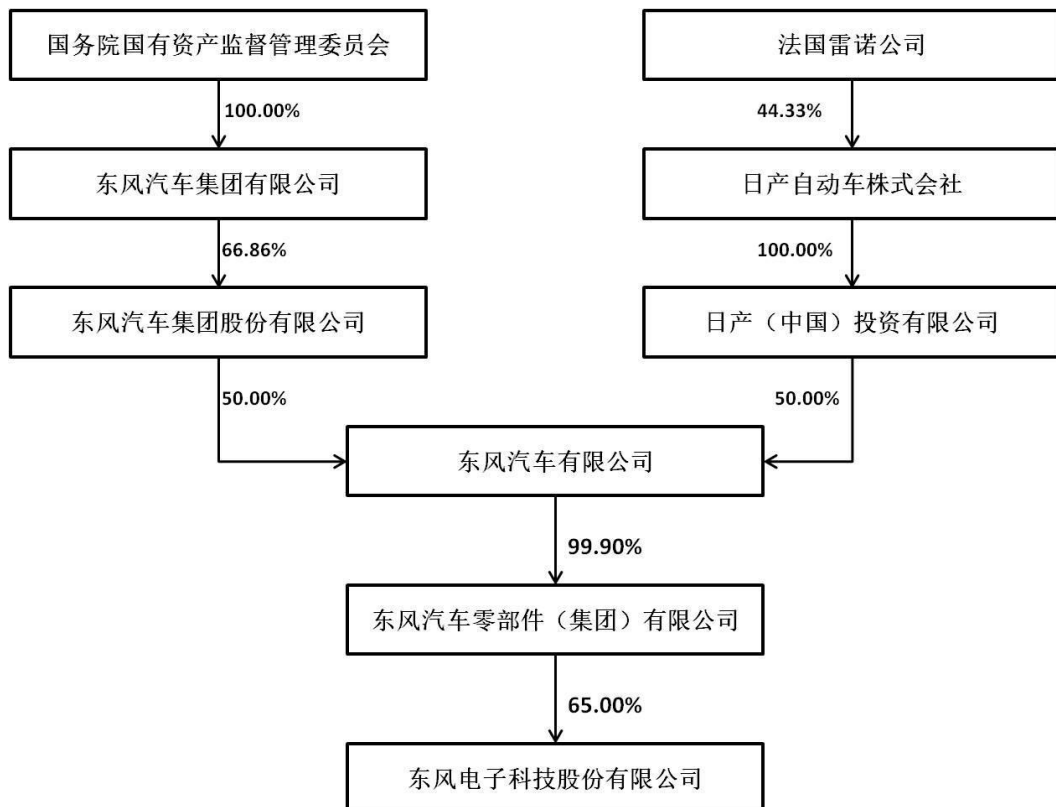 国务院国有资产监督管理委员会
法国雷诺公司
100.00%
44.33%
东风汽车集团有限公司
日产自动车株式会社
66.86%
100.00%
东风汽车集团股份有限公司
日产（中国）投资有限公司
50.00%
50.00%
东风汽车有限公司
99.90%
东风汽车零部件（集团）有限公司
65.00%
东风电子科技股份有限公司